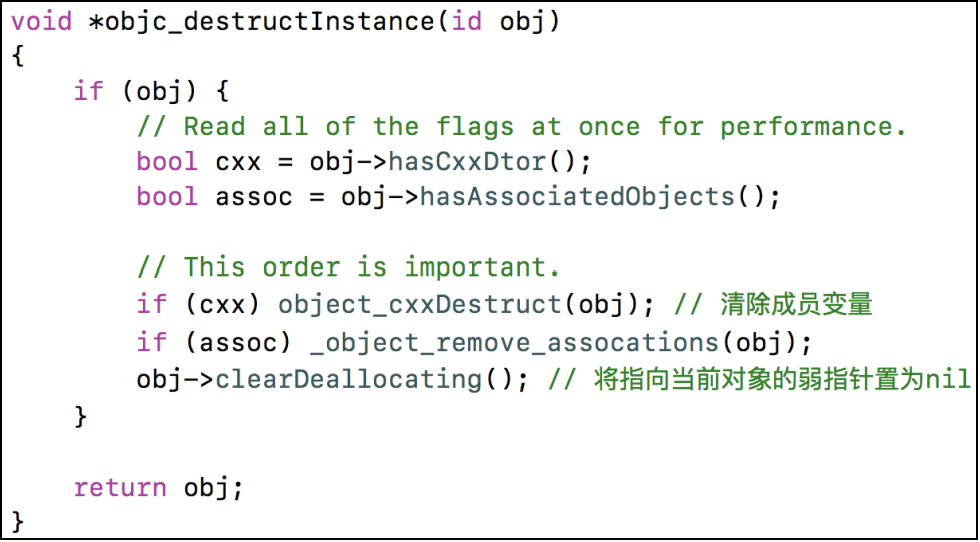 void *objc_destructInstance(id obj)
{
    if (obj) {
        // Read all of the flags at once for performance.
        bool cxx = obj->hasCxxDtor();
        bool assoc = obj->hasAssociatedObjects();

        // This order is important.
        if (cxx) object_cxxDestruct(obj); // 清除成员变量
        if (assoc) _object_remove_assocations(obj);
        obj->clearDeallocating(); // 将指向当前对象的弱指针置为nil
    }

    return obj;
}